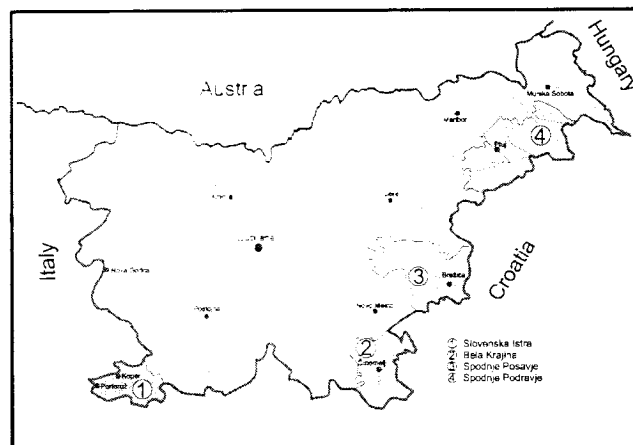 Hungary
Austria
Murska Sobota
Maribor
4
Ptuj
Italy
Nova Gorica
3
Brežice
Croatia
Postojna
Novo Mesto
2
Črnomelj
Koper
Portorož
1
Slovenska Istra
Bela Krajina
Spodnje Posavje
Spodnje Podravje